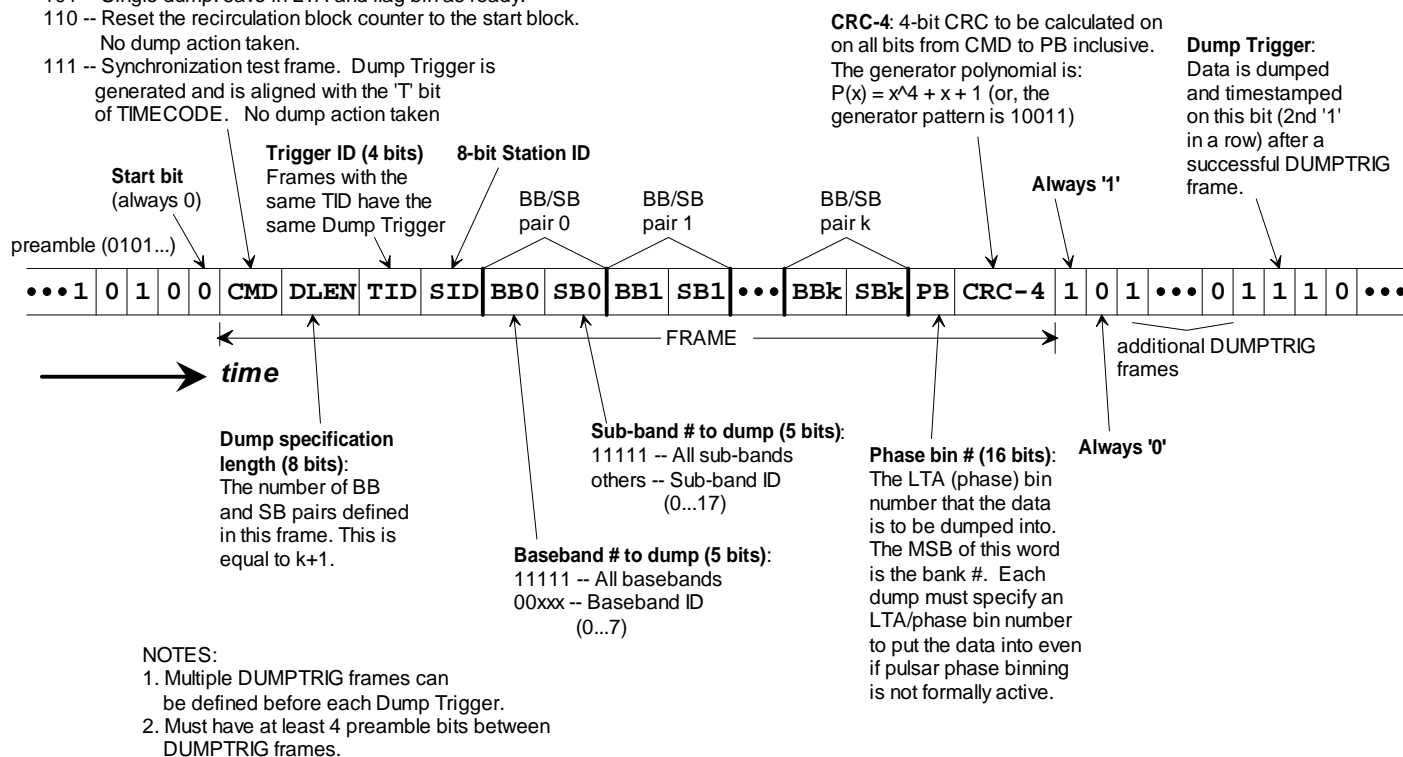 101 -- Single dump: save in LTA and flag bin as ready.
110 -- Reset the recirculation block counter to the start block.
No dump action taken.
111 -- Synchronization test frame. Dump Trigger is
generated and is aligned with the 'T' bit
of TIMECODE. No dump action taken
CRC-4: 4-bit CRC to be calculated on
on all bits from CMD to PB inclusive.
The generator polynomial is:
P(x) = x^4 + x + 1 (or, the
generator pattern is 10011)
Dump Trigger:
Data is dumped
and timestamped
on this bit (2nd '1'
in a row) after a
successful DUMPTRIG
frame.
Start bit
(always 0)
Trigger ID (4 bits)
Frames with the
same TID have the
same Dump Trigger
8-bit Station ID
BB/SB
pair 0
BB/SB
pair 1
BB/SB
pair k
Always '1'
preamble (0101...)
•••1 0 1 0 0 CMD DLEN TID SID BB0 SB0 BB1 SB1 ••• BBk SBk PB CRC-4 1 0 1 ••• 0 1 1 1 0 •••
FRAME
additional DUMPTRIG
frames
time
Dump specification
length (8 bits):
The number of BB
and SB pairs defined
in this frame. This is
equal to k+1.
Sub-band # to dump (5 bits):
11111 -- All sub-bands
others -- Sub-band ID
(0...17)
Baseband # to dump (5 bits):
11111 -- All basebands
00xxx -- Baseband ID
(0...7)
Phase bin # (16 bits):
The LTA (phase) bin
number that the data
is to be dumped into.
The MSB of this word
is the bank #. Each
dump must specify an
LTA/phase bin number
to put the data into even
if pulsar phase binning
is not formally active.
Always '0'
NOTES:
1. Multiple DUMPTRIG frames can
be defined before each Dump Trigger.
2. Must have at least 4 preamble bits between
DUMPTRIG frames.